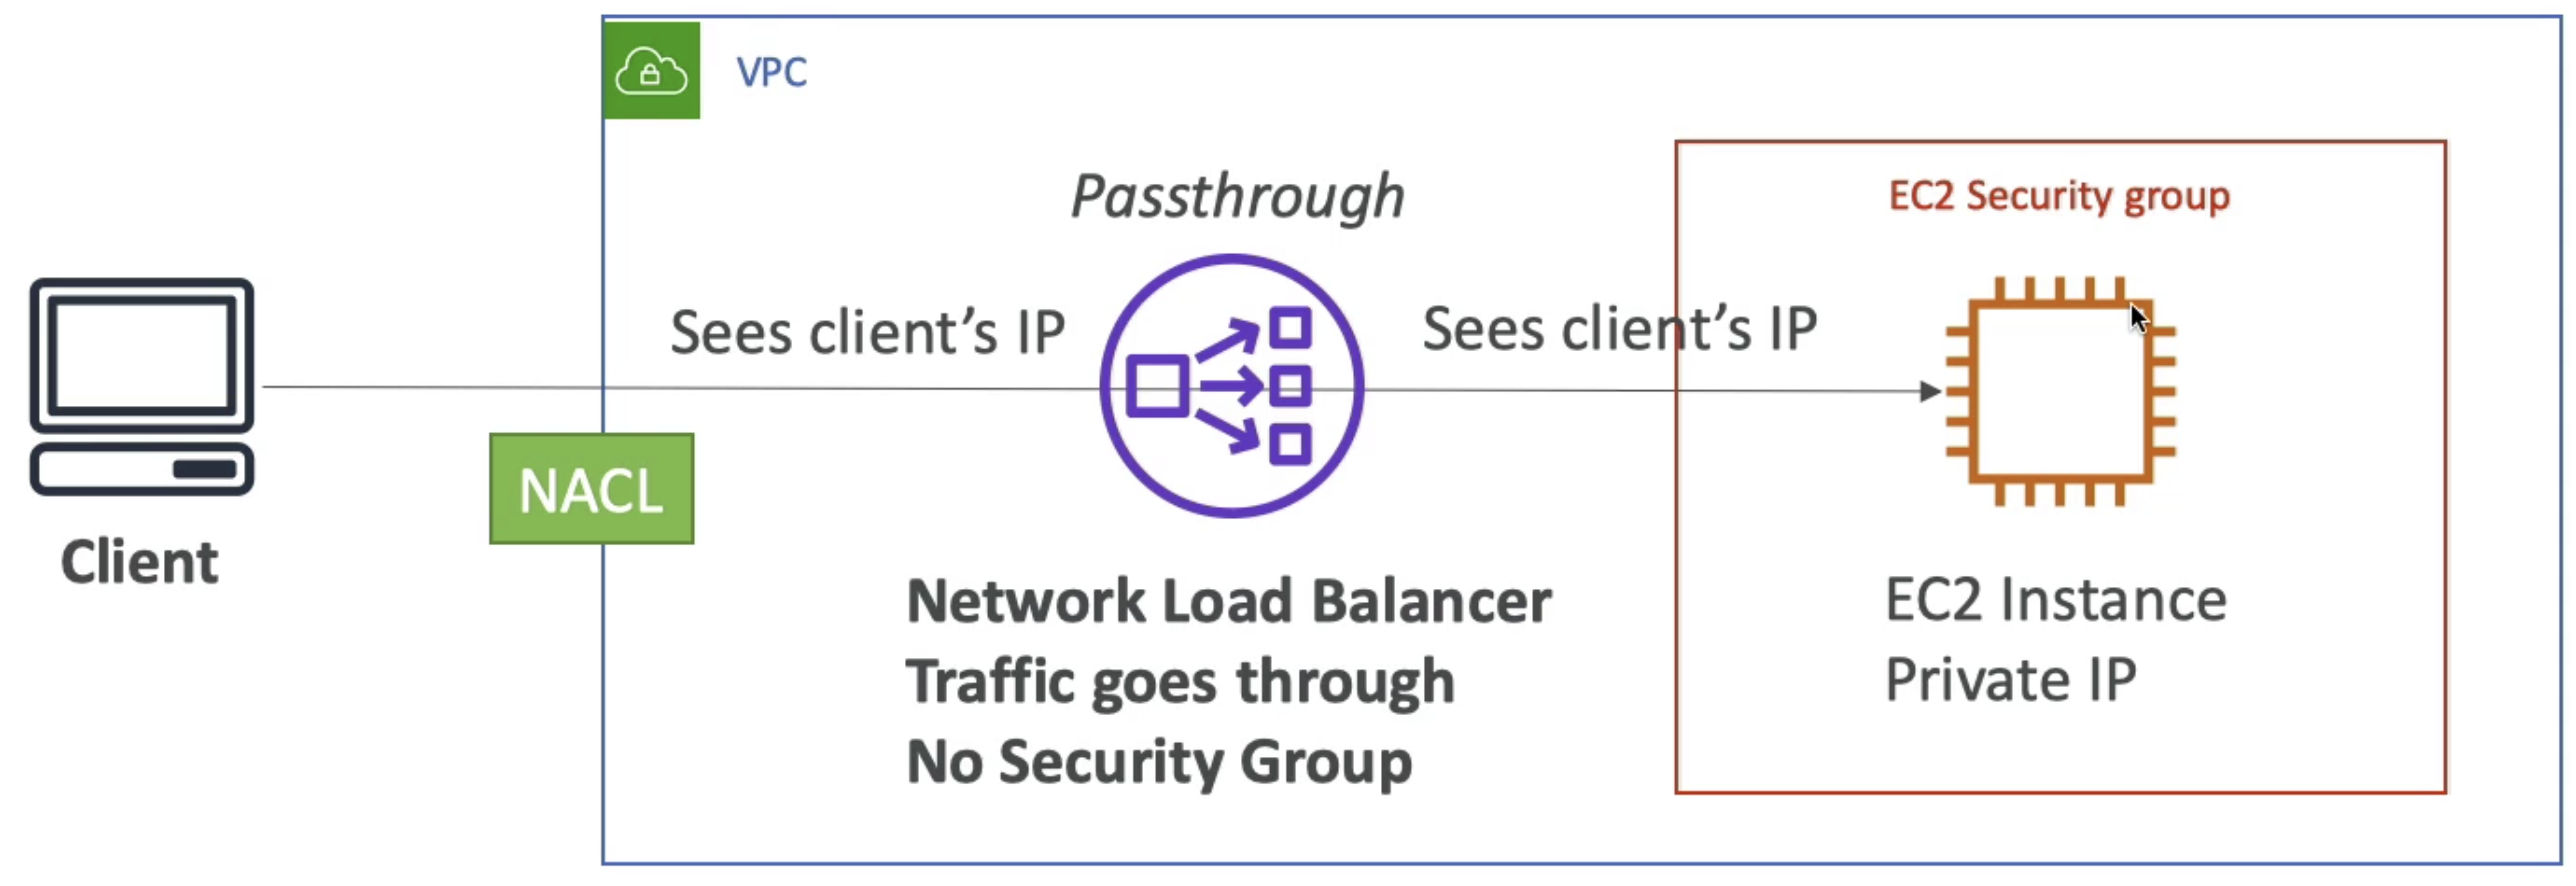 VPC
Passthrough
EC2 Security group
Sees client's IP
Sees client's IP
NACL
Client
Network Load Balancer
Traffic goes through
No Security Group
EC2 Instance
Private IP